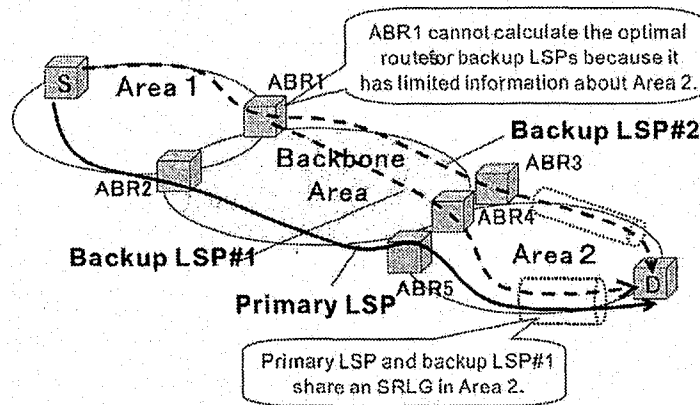 ABR1 cannot calculate the optimal
routesfor backup LSPs because it
has limited information about Area 2.
S
Area 1
ABR1
Backup LSP#2
Backbone
Area
ABR3
ABR2
ABR4
Backup LSP#1
Area 2
ABR5
D
Primary LSP
Primary LSP and backup LSP#1
share an SRLG in Area 2.